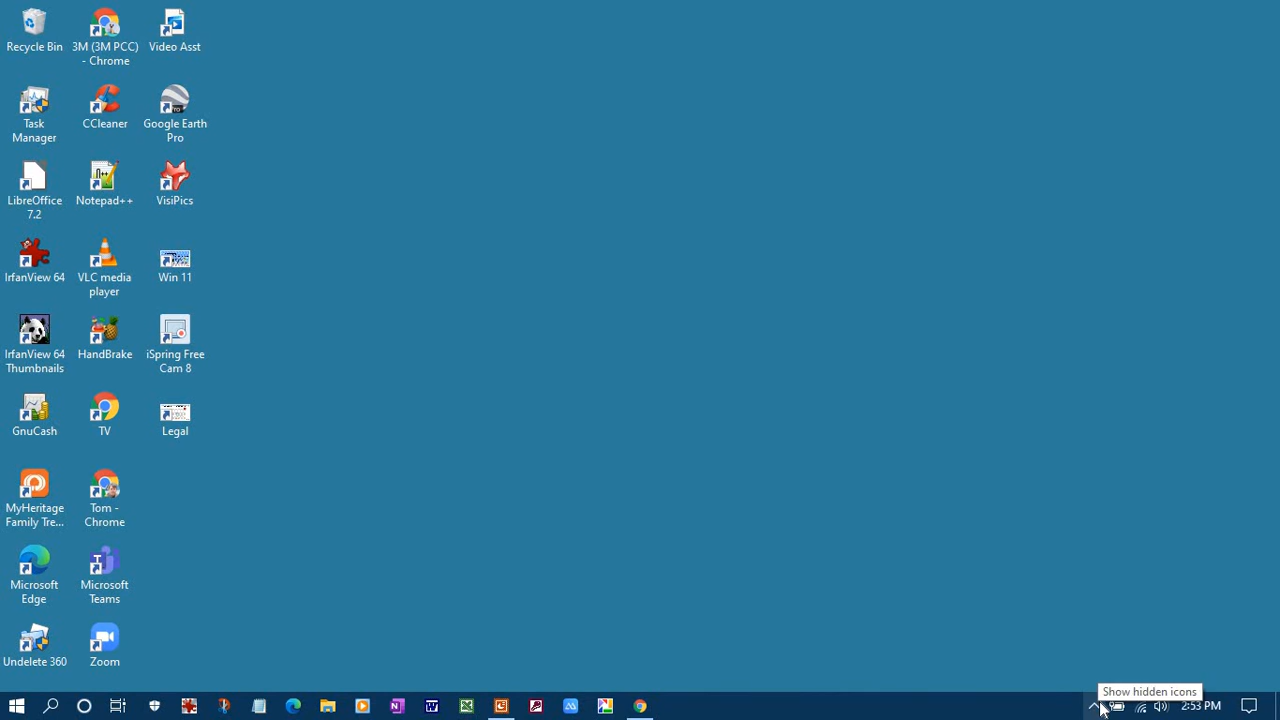 Recycle Bin
3M (3M PCC)
- Chrome
Video Asst
Task
Manager
CCleaner
Google Earth
Pro
LibreOffice
7.2
Notepad++
VisiPics
IrfanView 64
VLC media
player
Win 11
IrfanView 64
Thumbnails
HandBrake
iSpring Free
Cam 8
GnuCash
TV
Legal
MyHeritage
Family Tre...
Tom -
Chrome
Microsoft
Edge
Microsoft
Teams
Undelete 360
Zoom
Show hidden icons
2:53 PM